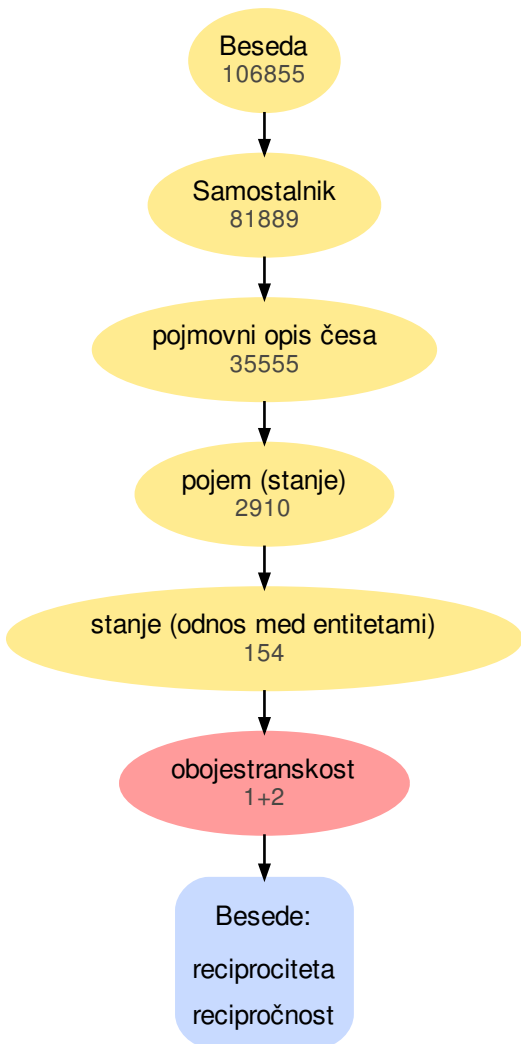 Beseda
106855
Samostalnik
81889
pojmovni opis česa
35555
pojem (stanje)
2910
stanje (odnos med entitetami)
154
obojestranskost
1+2
Besede:
reciprociteta
recipročnost